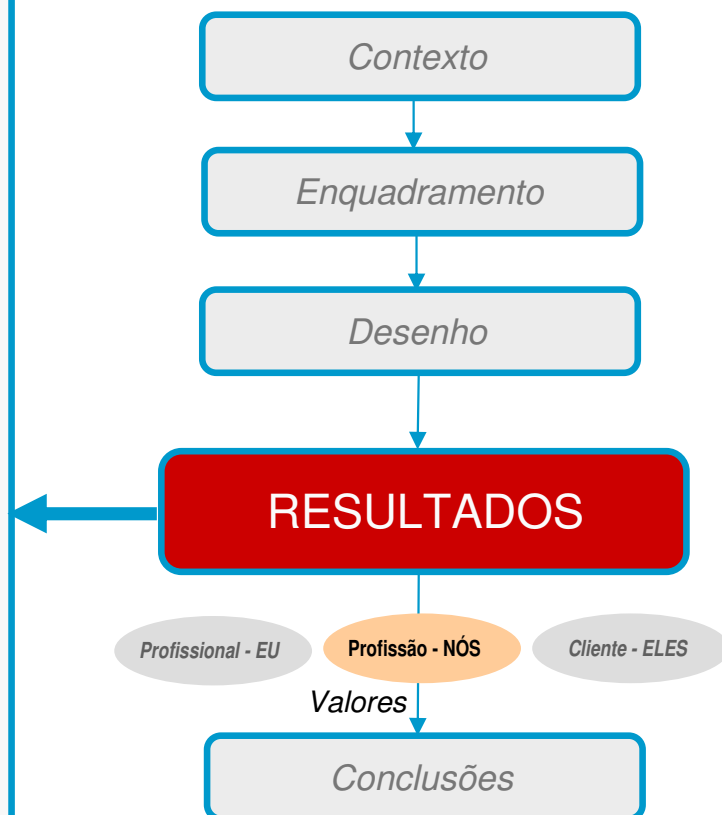 Contexto
Enquadramento
Desenho
RESULTADOS
Profissional - EU
Profissão - NÓS
Cliente - ELES
Valores
Conclusões